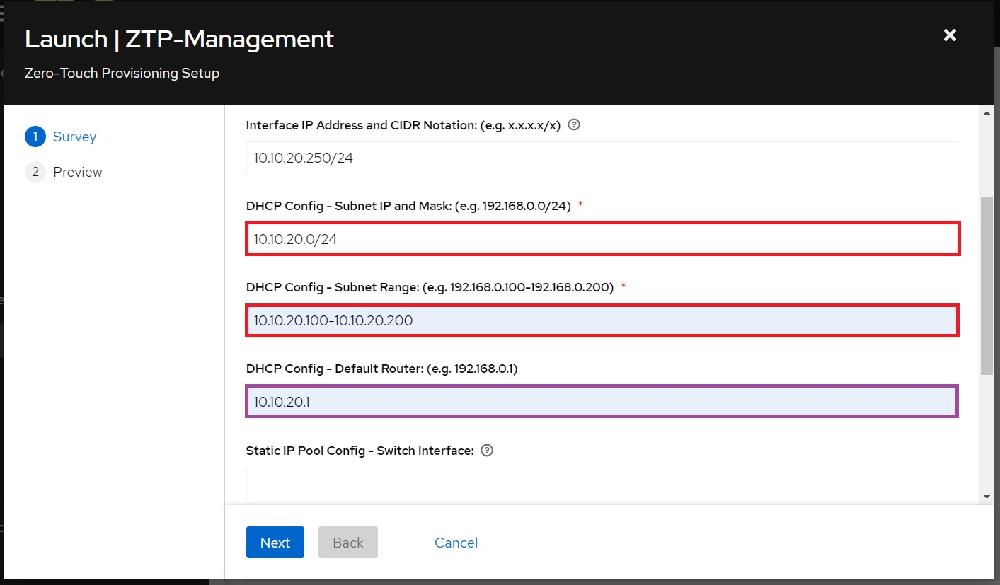 Launch | ZTP-Management
Zero-Touch Provisioning Setup
1 Survey
2 Preview
Interface IP Address and CIDR Notation: (e.g. x.x.x.x/x)
10.10.20.250/24
DHCP Config - Subnet IP and Mask: (e.g. 192.168.0.0/24) *
10.10.20.0/24
DHCP Config - Subnet Range: (e.g. 192.168.0.100-192.168.0.200) *
10.10.20.100-10.10.20.200
DHCP Config - Default Router: (e.g. 192.168.0.1)
10.10.20.1
Static IP Pool Config - Switch Interface:
Next Back Cancel